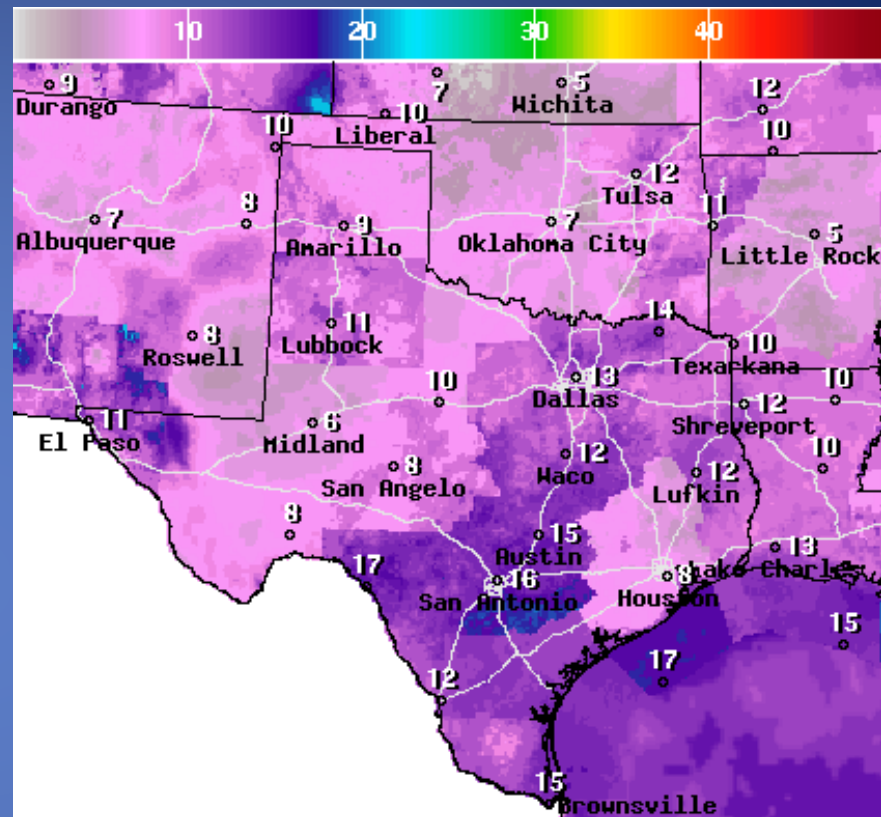 10 20 30 40
9 Durango
10 Liberal
7
5 Wichita
12
10
10
12 Tulsa
7 Albuquerque
8
9 Amarillo
7 Oklahoma City
11
5 Little Rock
8 Roswell
11 Lubbock
14
10 Texarkana
13 Dallas
10
12 Shreveport
10
11 El Paso
6 Midland
8 San Angelo
12 Waco
12 Lufkin
10
8
15 Austin
13 Lake Charles
17
16 San Antonio
8 Houston
15
17
12
15 Brownsville